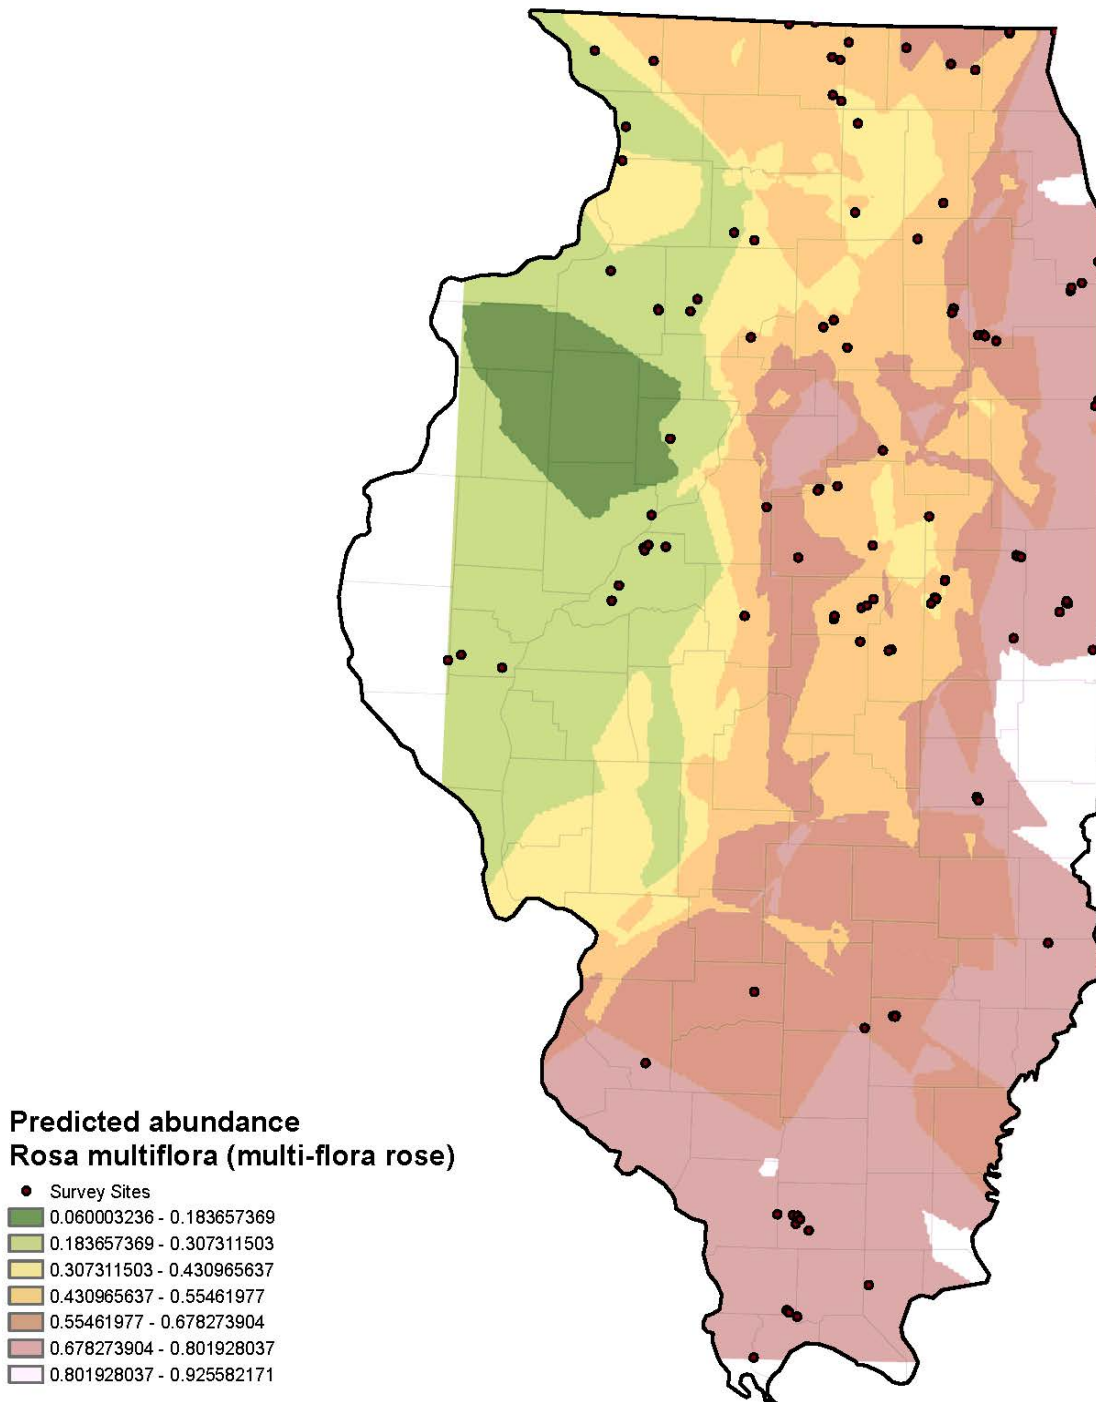 Predicted abundance
Rosa multiflora (multi-flora rose)
Survey Sites
0.060003236 - 0.183657369
0.183657369 - 0.307311503
0.307311503 - 0.430965637
0.430965637 - 0.55461977
0.55461977 - 0.678273904
0.678273904 - 0.801928037
0.801928037 - 0.925582171